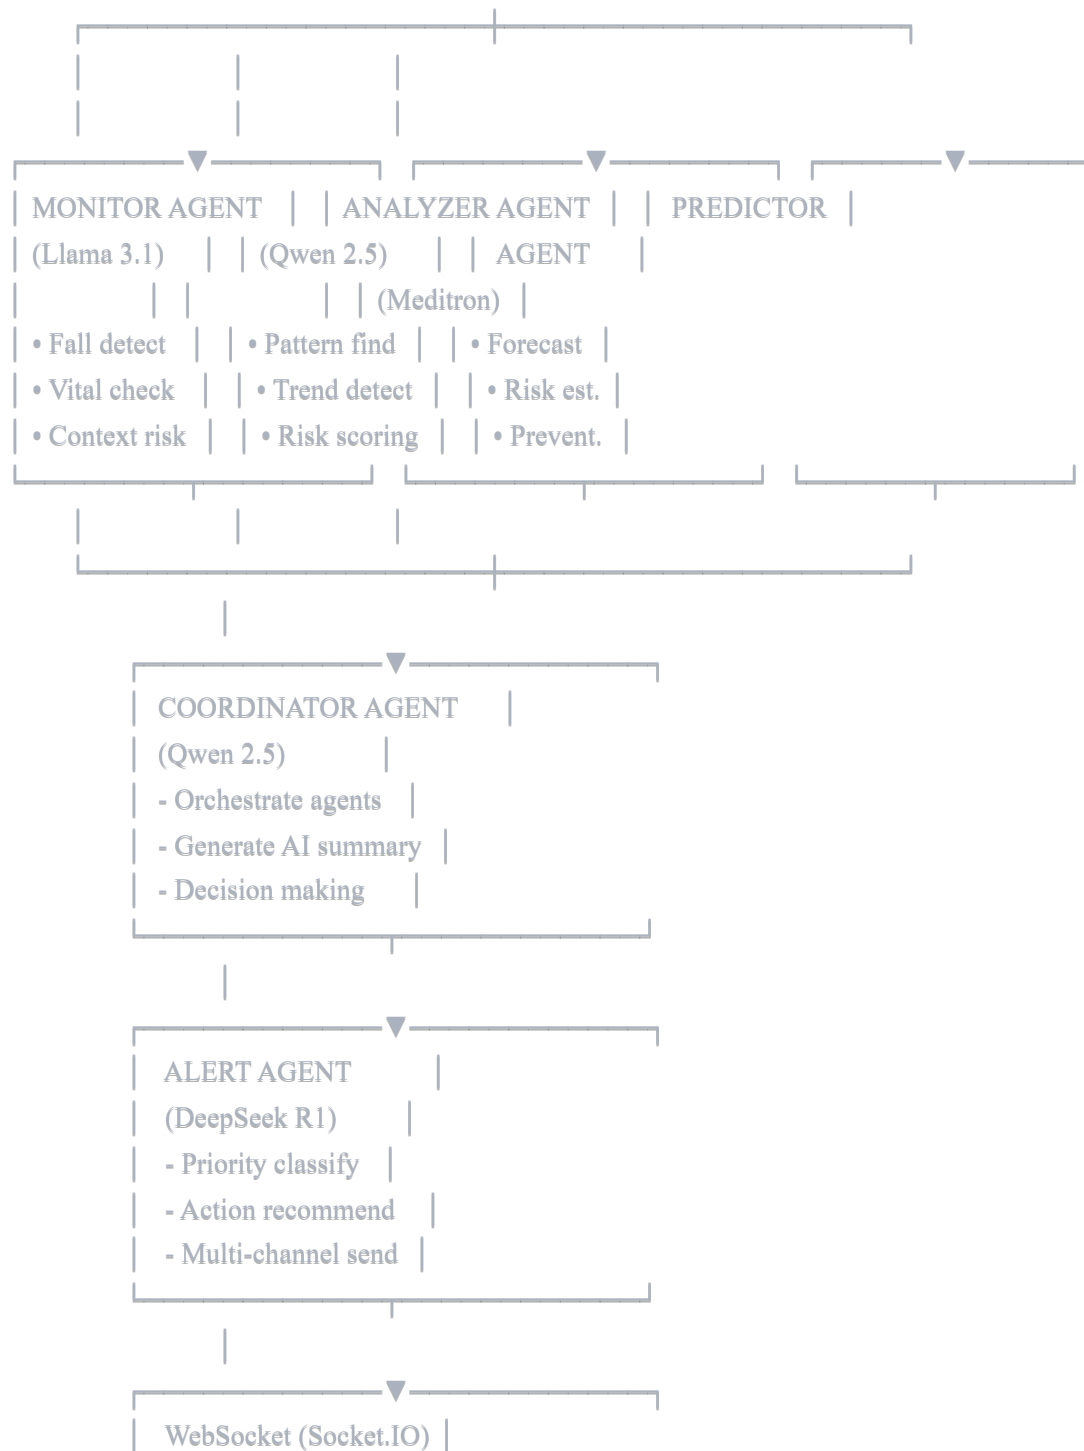 MONITOR AGENT | | ANALYZER AGENT | | PREDICTOR |
(Llama 3.1) | | (Qwen 2.5) | | AGENT |
(Meditron) |
• Fall detect | | • Pattern find | | • Forecast |
• Vital check | | • Trend detect | | • Risk est. |
• Context risk | | • Risk scoring | | • Prevent. |
COORDINATOR AGENT
(Qwen 2.5)
- Orchestrate agents
- Generate AI summary
- Decision making
ALERT AGENT
(DeepSeek R1)
- Priority classify
- Action recommend
- Multi-channel send
WebSocket (Socket.IO)